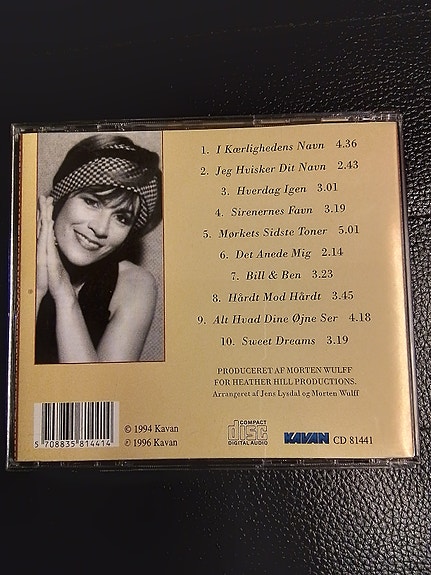 1. I Kærlighedens Navn 4.36
2. Jeg Hvisker Dit Navn 2.43
3. Hverdag Igen 3.01
4. Sirenernes Favn 3.19
5. Mørkets Sidste Toner 5.01
6. Det Anede Mig 2.14
7. Bill & Ben 3.23
8. Hårdt Mod Hårdt 3.45
9. Alt Hvad Dine Øjne Ser 4.18
10. Sweet Dreams 3.19
PRODUCERET AF MORTEN WULFF
FOR HEATHER HILL PRODUCTIONS.
Arrangeret af Jens Lysdal og Morten Wulff
5 708835 814414
© 1994 Kavan
℗ 1996 Kavan
COMPACT
disc
DIGITAL AUDIO
KAVAN
CD 81441